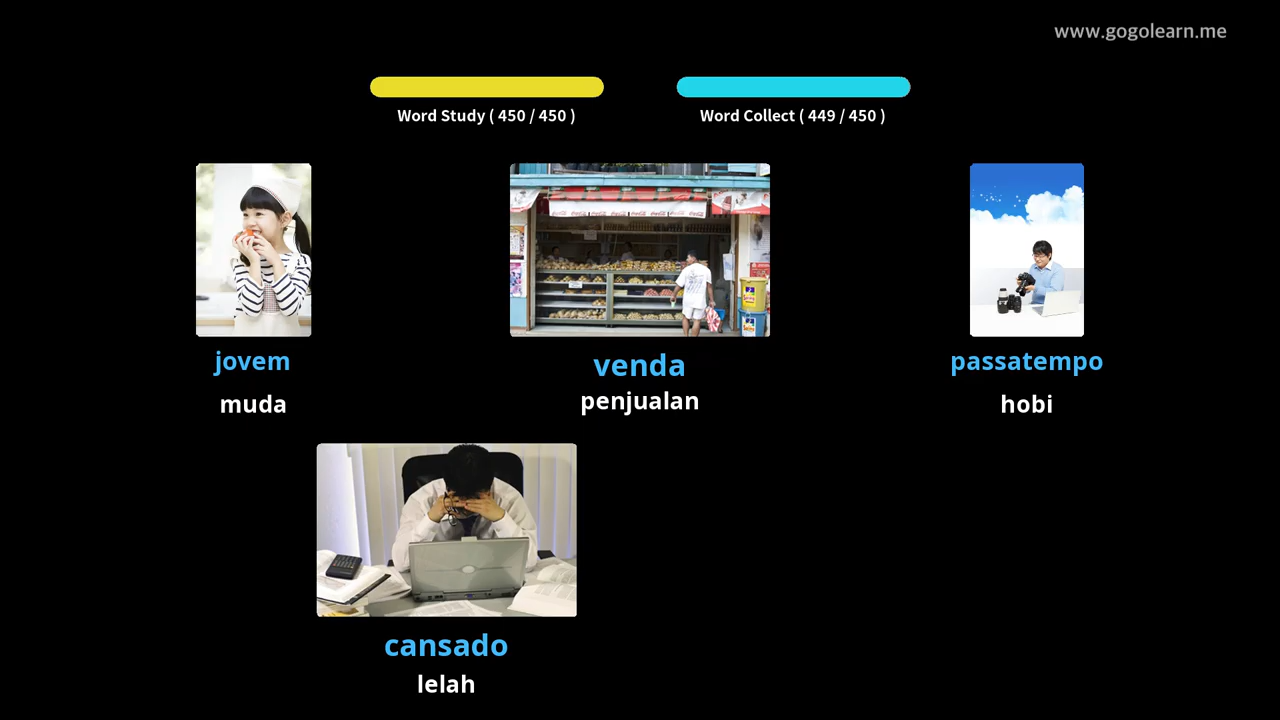 www.gogolearn.me
Word Study ( 450 / 450 )
Word Collect ( 449 / 450 )
jovem
muda
venda
penjualan
passatempo
hobi
cansado
lelah